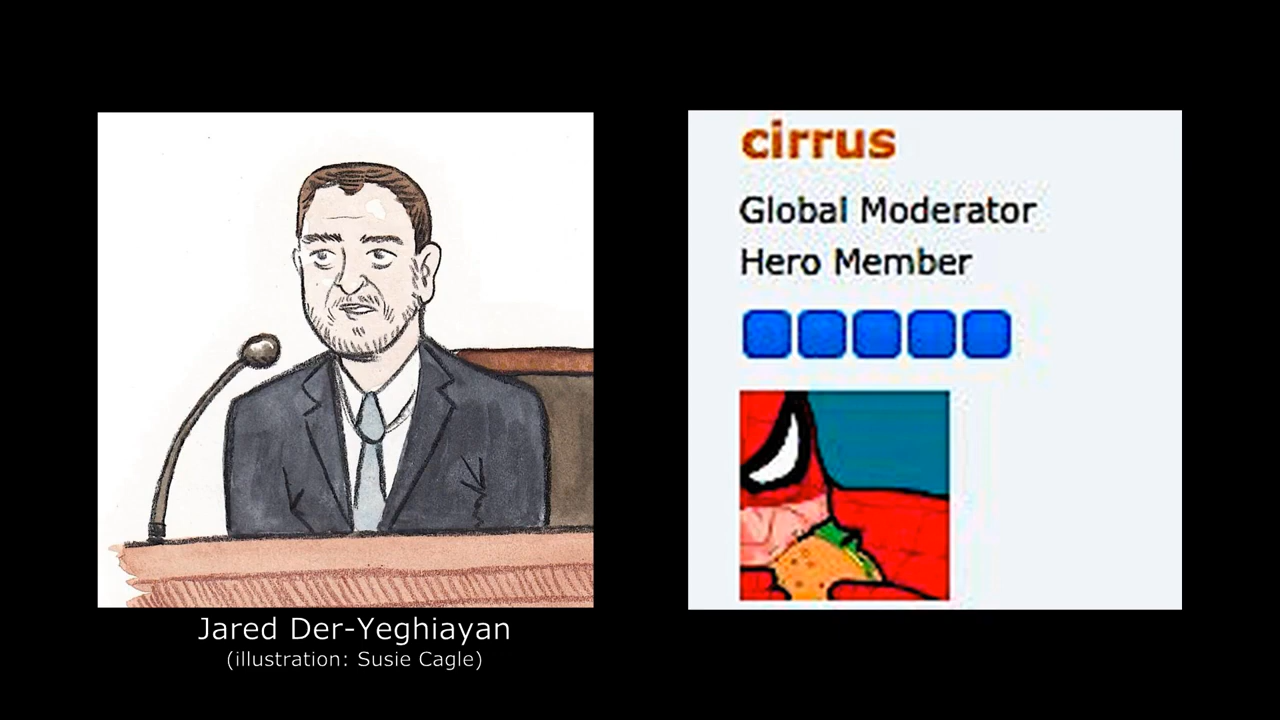 cirrus
Global Moderator
Hero Member
Jared Der-Yeghiayan
(illustration: Susie Cagle)